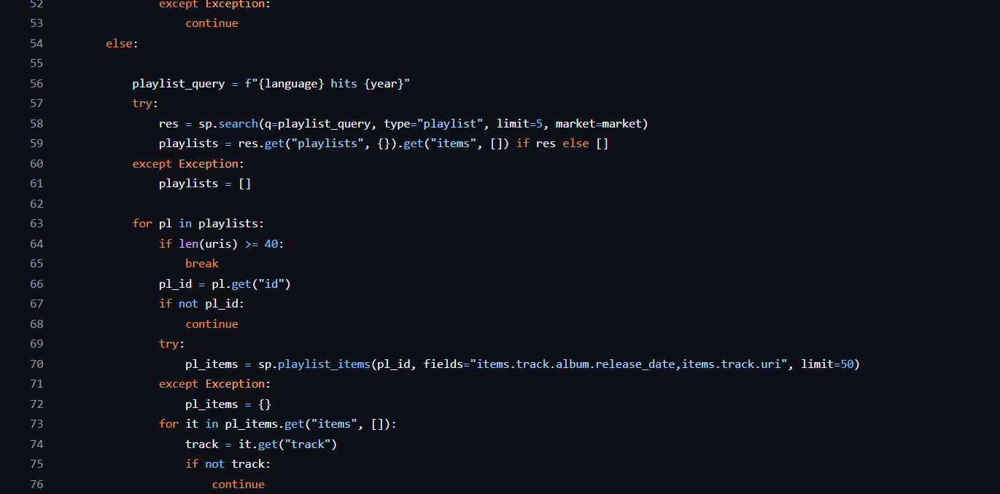 52                 except Exception:
53                     continue
54         else:
55
56             playlist_query = f"{language} hits {year}"
57             try:
58                 res = sp.search(q=playlist_query, type="playlist", limit=5, market=market)
59                 playlists = res.get("playlists", {}).get("items", []) if res else []
60             except Exception:
61                 playlists = []
62
63             for pl in playlists:
64                 if len(uris) >= 40:
65                     break
66                 pl_id = pl.get("id")
67                 if not pl_id:
68                     continue
69                 try:
70                     pl_items = sp.playlist_items(pl_id, fields="items.track.album.release_date,items.track.uri", limit=50)
71                 except Exception:
72                     pl_items = {}
73                 for it in pl_items.get("items", []):
74                     track = it.get("track")
75                     if not track:
76                         continue